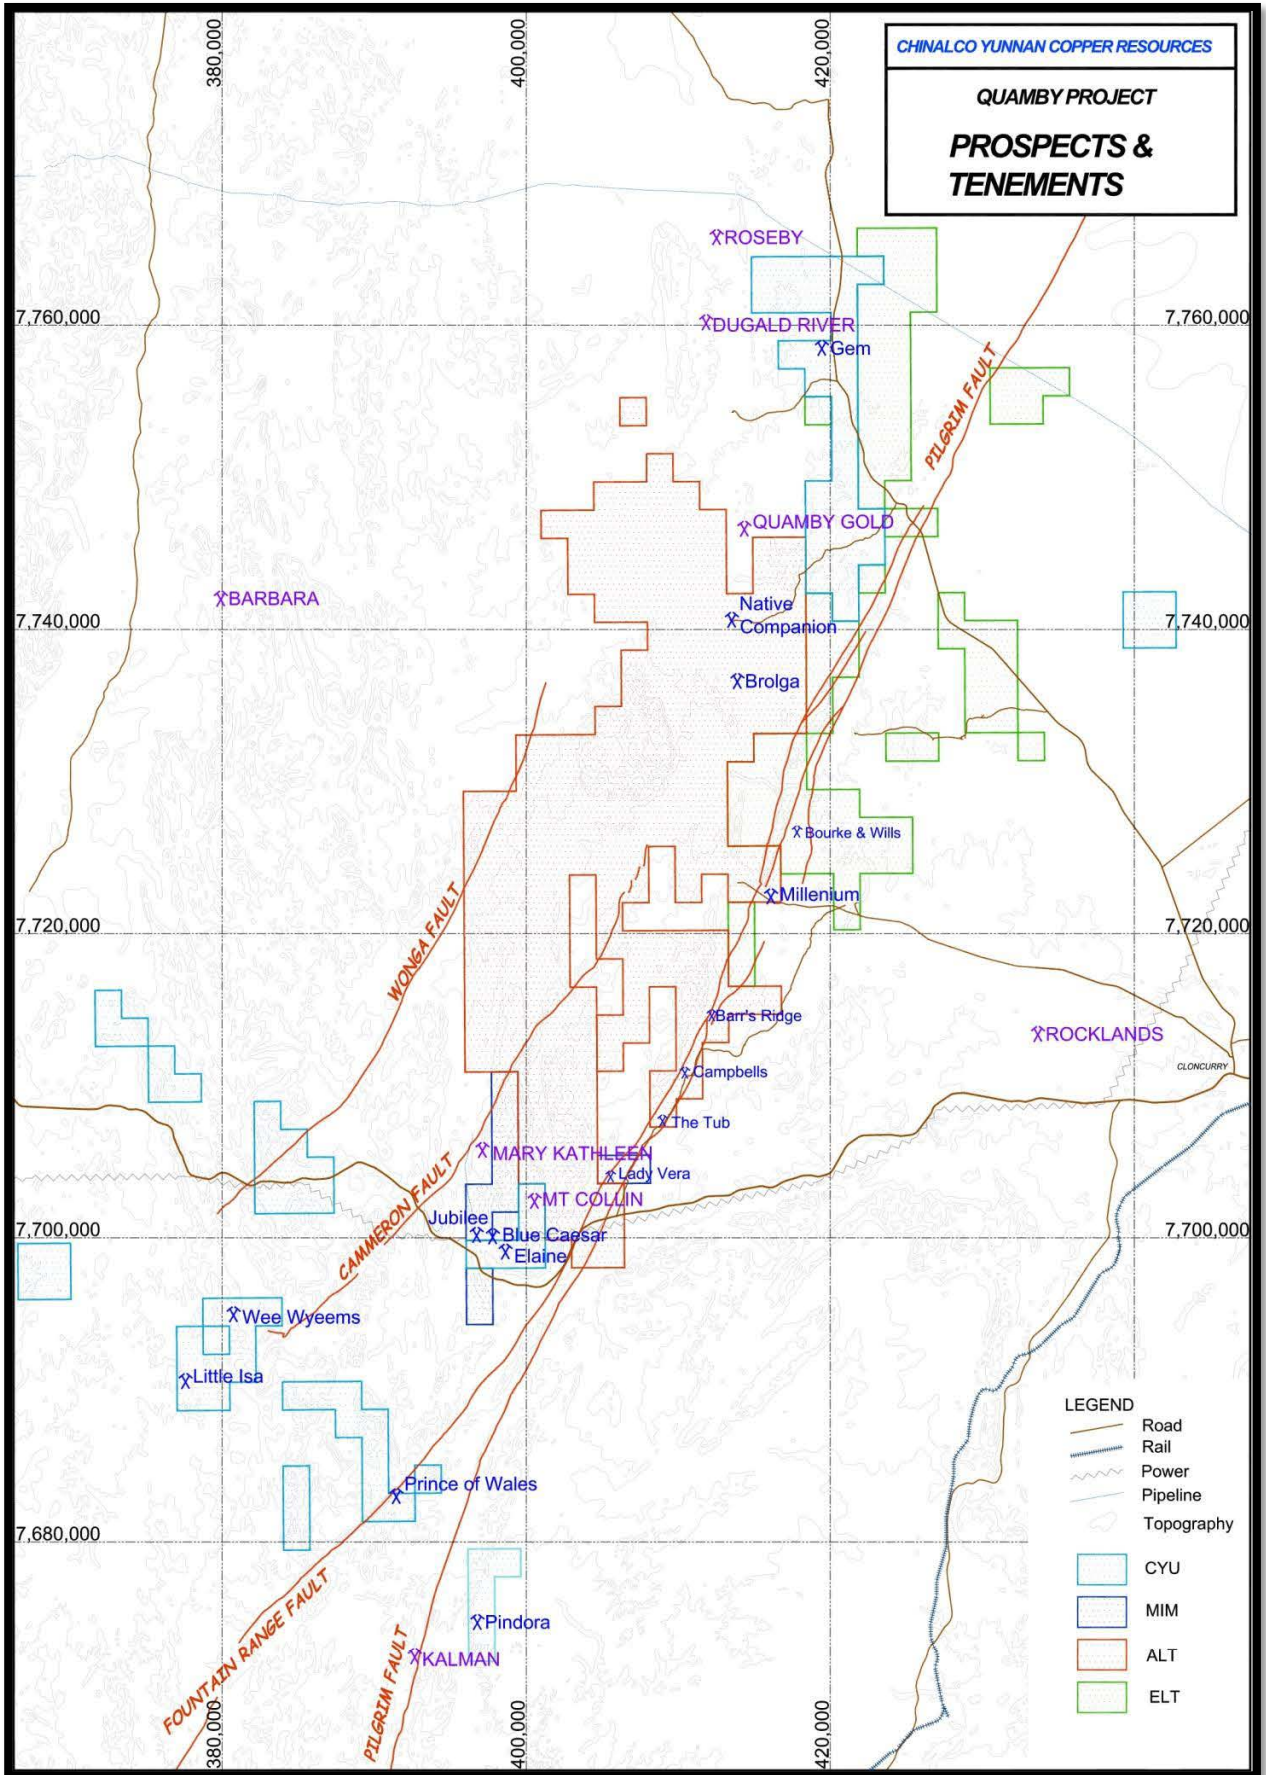 380,000
400,000
420,000
CHINALCO YUNNAN COPPER RESOURCES
QUAMBY PROJECT
PROSPECTS &
TENEMENTS
ROSEBY
7,760,000
DUGALD RIVER
7,760,000
Gem
PILGRIM FAULT
QUAMBY GOLD
BARBARA
Native
Companion
7,740,000
7,740,000
Brolga
Bourke & Wills
Millenium
WONGA FAULT
7,720,000
7,720,000
Barr's Ridge
ROCKLANDS
CLONCURRY
Campbells
The Tub
MARY KATHLEEN
Lady Vera
CAMMERON FAULT
MT COLLIN
Jubilee
Blue Caesar
7,700,000
7,700,000
Elaine
Wee Wyeems
Little Isa
Prince of Wales
7,680,000
FOUNTAIN RANGE FAULT
Pindora
KALMAN
PILGRIM FAULT
LEGEND
Road
Rail
Power
Pipeline
Topography
CYU
MIM
ALT
ELT
380,000
400,000
420,000